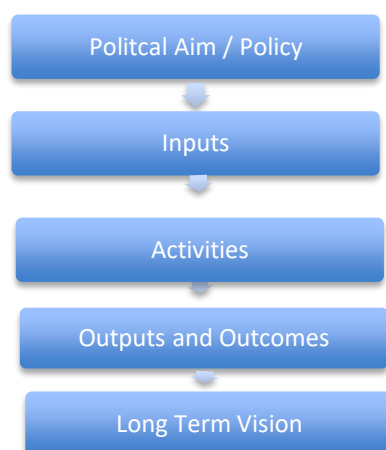 Politcal Aim / Policy
Inputs
Activities
Outputs and Outcomes
Long Term Vision